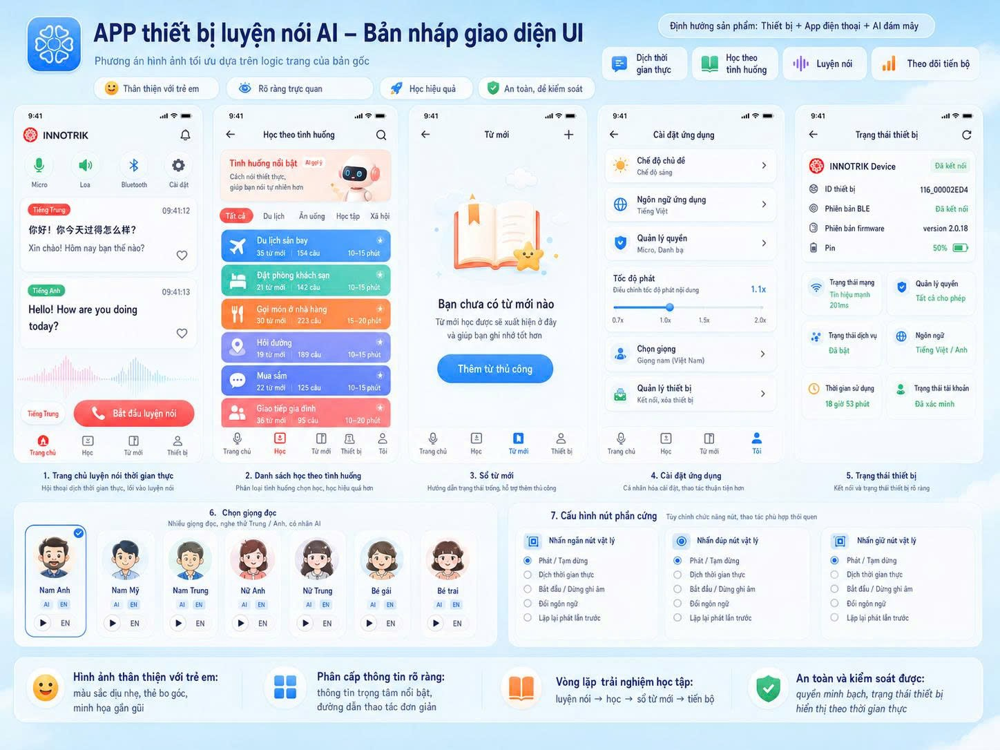 APP thiết bị luyện nói AI – Bản nháp giao diện UI
Phương án hình ảnh tối ưu dựa trên logic trang của bản gốc
Thân thiện với trẻ em
Rõ ràng trực quan
Học hiệu quả
An toàn, dễ kiểm soát
Định hướng sản phẩm: Thiết bị + App điện thoại + AI đám mây
Dịch thời
gian thực
Học theo
tình huống
Luyện nói
Theo dõi tiến bộ
9:41
INNOTRIK
Micro
Loa
Bluetooth
Cài đặt
Tiếng Trung
09:41:12
你好！你今天过得怎么样？
Xin chào! Hôm nay bạn thế nào?
Tiếng Anh
09:41:13
Hello! How are you doing
today?
Tiếng Trung
Bắt đầu luyện nói
Trang chủ
Học
Từ mới
Thiết bị
1. Trang chủ luyện nói thời gian thực
Hội thoại dịch thời gian thực, lối vào luyện nói
9:41
Học theo tình huống
Tình huống nổi bật
AI gợi ý
Cách nói thiết thực,
giúp bạn nói tự nhiên hơn
Tất cả
Du lịch
Ăn uống
Học tập
Xã hội
Du lịch sân bay
35 từ mới | 154 câu
10–15 phút
Đặt phòng khách sạn
21 từ mới | 142 câu
10–15 phút
Gọi món ở nhà hàng
30 từ mới | 223 câu
15–20 phút
Hỏi đường
19 từ mới | 189 câu
10–15 phút
Mua sắm
22 từ mới | 125 câu
10–15 phút
Giao tiếp gia đình
36 từ mới | 95 câu
10–20 phút
Trang chủ
Học
Từ mới
Thiết bị
Tôi
2. Danh sách học theo tình huống
Phân loại tình huống chọn học, học hiệu quả hơn
9:41
Từ mới
Bạn chưa có từ mới nào
Từ mới học được sẽ xuất hiện ở đây
và giúp bạn ghi nhớ tốt hơn
Thêm từ thủ công
Trang chủ
Học
Từ mới
Thiết bị
3. Sổ từ mới
Hướng dẫn trạng thái trống, hỗ trợ thêm thủ công
9:41
Cài đặt ứng dụng
Chế độ chủ đề
Chế độ sáng
Ngôn ngữ ứng dụng
Tiếng Việt
Quản lý quyền
Micro, Danh bạ
Tốc độ phát
Điều chỉnh tốc độ phát nội dung
1.1x
0.7x
1.0x
1.5x
2.0x
Chọn giọng
Giọng nam (Việt Nam)
Quản lý thiết bị
Kết nối, xóa thiết bị
Trang chủ
Học
Từ mới
Tôi
4. Cài đặt ứng dụng
Cá nhân hóa cài đặt, thao tác thuận tiện hơn
9:41
Trạng thái thiết bị
INNOTRIK Device
Đã kết nối
ID thiết bị
116_00002ED4
Phiên bản BLE
Đã kết nối
Phiên bản firmware
version 2.0.18
Pin
50%
Trạng thái mạng
Tín hiệu mạnh
201ms
Quản lý quyền
Tất cả cho phép
Trạng thái dịch vụ
Đã bật
Ngôn ngữ
Tiếng Việt / Anh
Thời gian sử dụng
18 giờ 53 phút
Trạng thái tài khoản
Đã xác minh
5. Trạng thái thiết bị
Kết nối và trạng thái thiết bị rõ ràng
6. Chọn giọng đọc
Nhiều giọng đọc, nghe thử Trung / Anh, có nhãn AI
Nam Anh
AI EN
EN
Nam Mỹ
AI EN
EN
Nam Trung
AI EN
EN
Nữ Anh
AI EN
EN
Nữ Trung
AI EN
EN
Bé gái
AI EN
EN
Bé trai
AI EN
EN
7. Cấu hình nút phần cứng
Tùy chỉnh chức năng nút, thao tác phù hợp thói quen
Nhấn ngắn nút vật lý
Phát / Tạm dừng
Dịch thời gian thực
Bắt đầu / Dừng ghi âm
Đổi ngôn ngữ
Lặp lại phát lần trước
Nhấn đúp nút vật lý
Phát / Tạm dừng
Dịch thời gian thực
Bắt đầu / Dừng ghi âm
Đổi ngôn ngữ
Lặp lại phát lần trước
Nhấn giữ nút vật lý
Phát / Tạm dừng
Dịch thời gian thực
Bắt đầu / Dừng ghi âm
Đổi ngôn ngữ
Lặp lại phát lần trước
Hình ảnh thân thiện với trẻ em:
màu sắc dịu nhẹ, thẻ bo góc,
minh họa gần gũi
Phân cấp thông tin rõ ràng:
thông tin trọng tâm nổi bật,
đường dẫn thao tác đơn giản
Vòng lặp trải nghiệm học tập:
luyện nói → học → sổ từ mới → tiến bộ
An toàn và kiểm soát được:
quyền minh bạch, trạng thái thiết bị
hiển thị theo thời gian thực